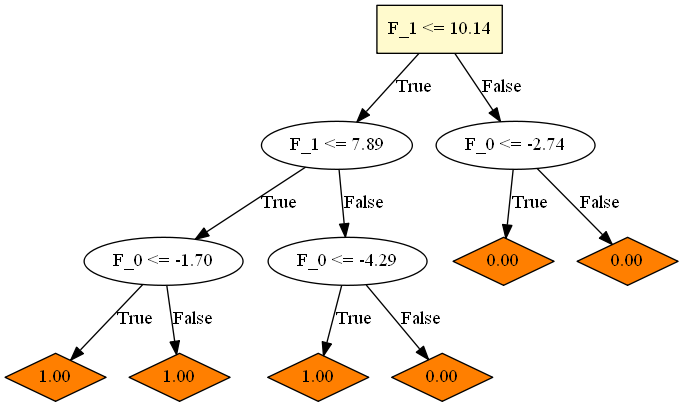 F_1 <= 10.14
True
False
F_1 <= 7.89
F_0 <= -2.74
True
False
True
False
F_0 <= -1.70
F_0 <= -4.29
0.00
0.00
True
False
True
False
1.00
1.00
1.00
0.00